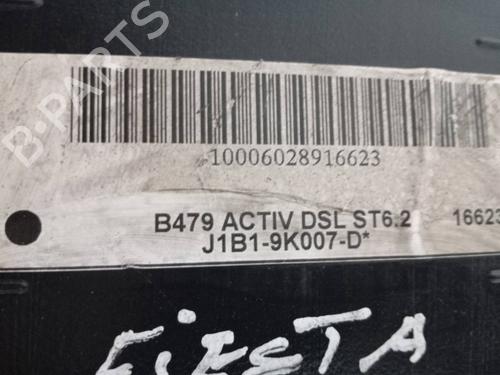 B-PARTS
10006028916623
B479 ACTIV DSL ST6.2 16623
J1B1-9K007-D*
FiESTA